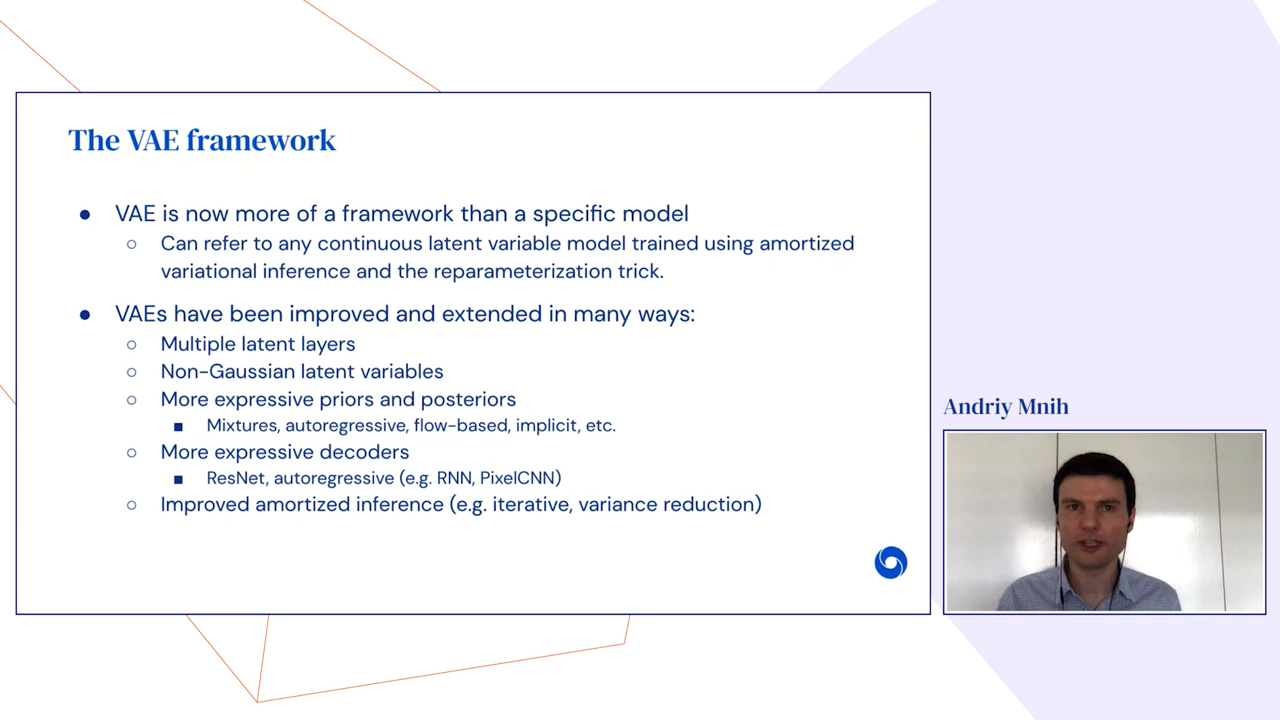 The VAE framework
● VAE is now more of a framework than a specific model
○ Can refer to any continuous latent variable model trained using amortized
variational inference and the reparameterization trick.
● VAEs have been improved and extended in many ways:
○ Multiple latent layers
○ Non-Gaussian latent variables
○ More expressive priors and posteriors
■ Mixtures, autoregressive, flow-based, implicit, etc.
○ More expressive decoders
■ ResNet, autoregressive (e.g. RNN, PixelCNN)
○ Improved amortized inference (e.g. iterative, variance reduction)
Andriy Mnih